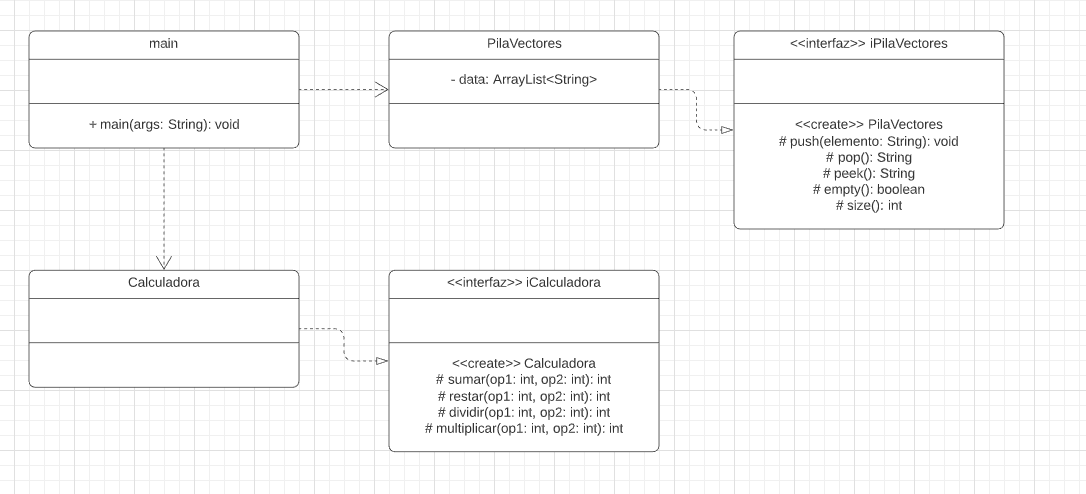 main
+ main(args: String): void
PilaVectores
- data: ArrayList<String>
<<interfaz>> iPilaVectores
<<create>> PilaVectores
# push(elemento: String): void
# pop(): String
# peek(): String
# empty(): boolean
# size(): int
Calculadora
<<interfaz>> iCalculadora
<<create>> Calculadora
# sumar(op1: int, op2: int): int
# restar(op1: int, op2: int): int
# dividir(op1: int, op2: int): int
# multiplicar(op1: int, op2: int): int